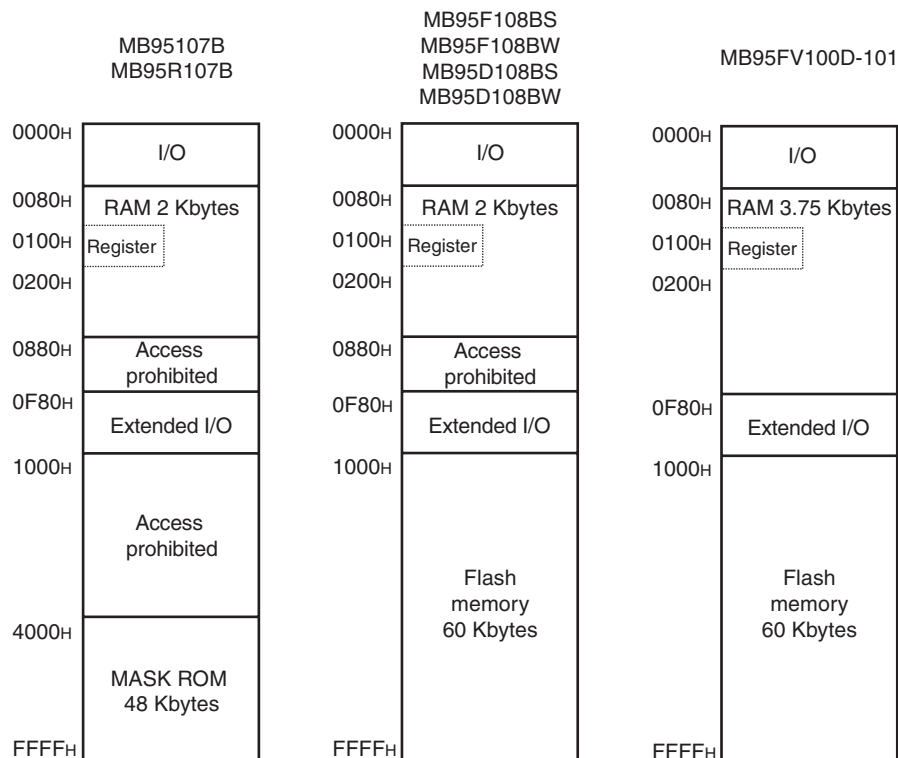 MB95107B
MB95R107B
0000H
I/O
0080H
RAM 2 Kbytes
0100H
Register
0200H
0880H
Access
prohibited
0F80H
Extended I/O
1000H
Access
prohibited
4000H
MASK ROM
48 Kbytes
FFFFH
MB95F108BS
MB95F108BW
MB95D108BS
MB95D108BW
0000H
I/O
0080H
RAM 2 Kbytes
0100H
Register
0200H
0880H
Access
prohibited
0F80H
Extended I/O
1000H
Flash
memory
60 Kbytes
FFFFH
MB95FV100D-101
0000H
I/O
0080H
RAM 3.75 Kbytes
0100H
Register
0200H
0F80H
Extended I/O
1000H
Flash
memory
60 Kbytes
FFFFH